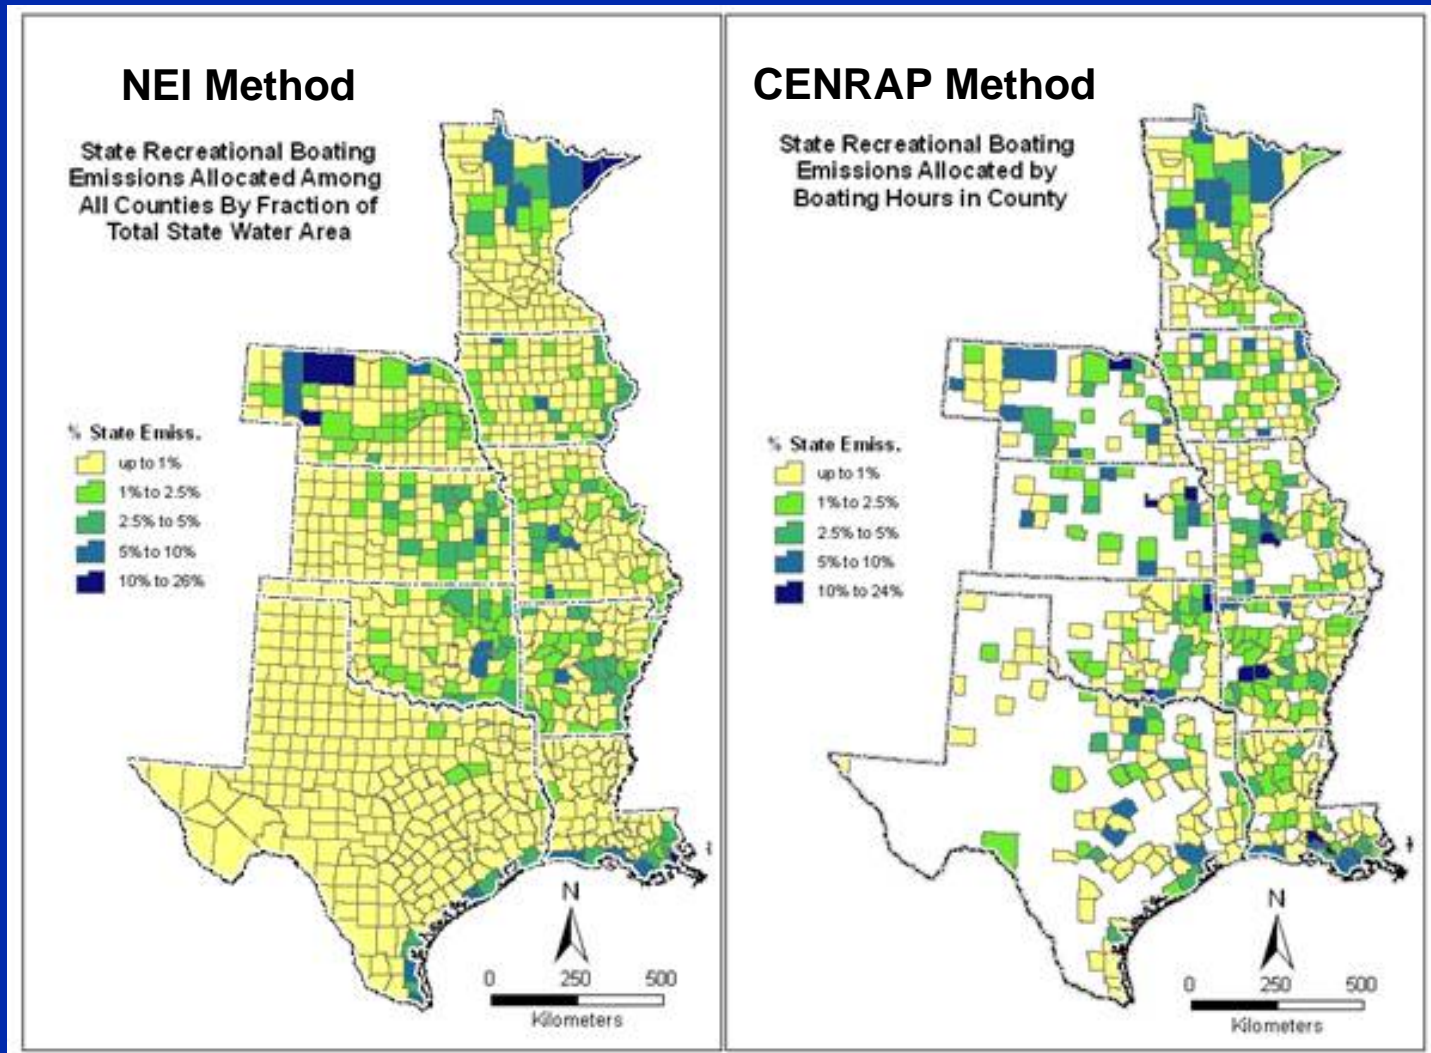 NEI Method
State Recreational Boating
Emissions Allocated Among
All Counties By Fraction of
Total State Water Area
% State Emiss.
up to 1%
1% to 2.5%
2.5% to 5%
5% to 10%
10% to 26%
N
0 250 500
Kilometers
CENRAP Method
State Recreational Boating
Emissions Allocated by
Boating Hours in County
% State Emiss.
up to 1%
1% to 2.5%
2.5% to 5%
5% to 10%
10% to 24%
N
0 250 500
Kilometers